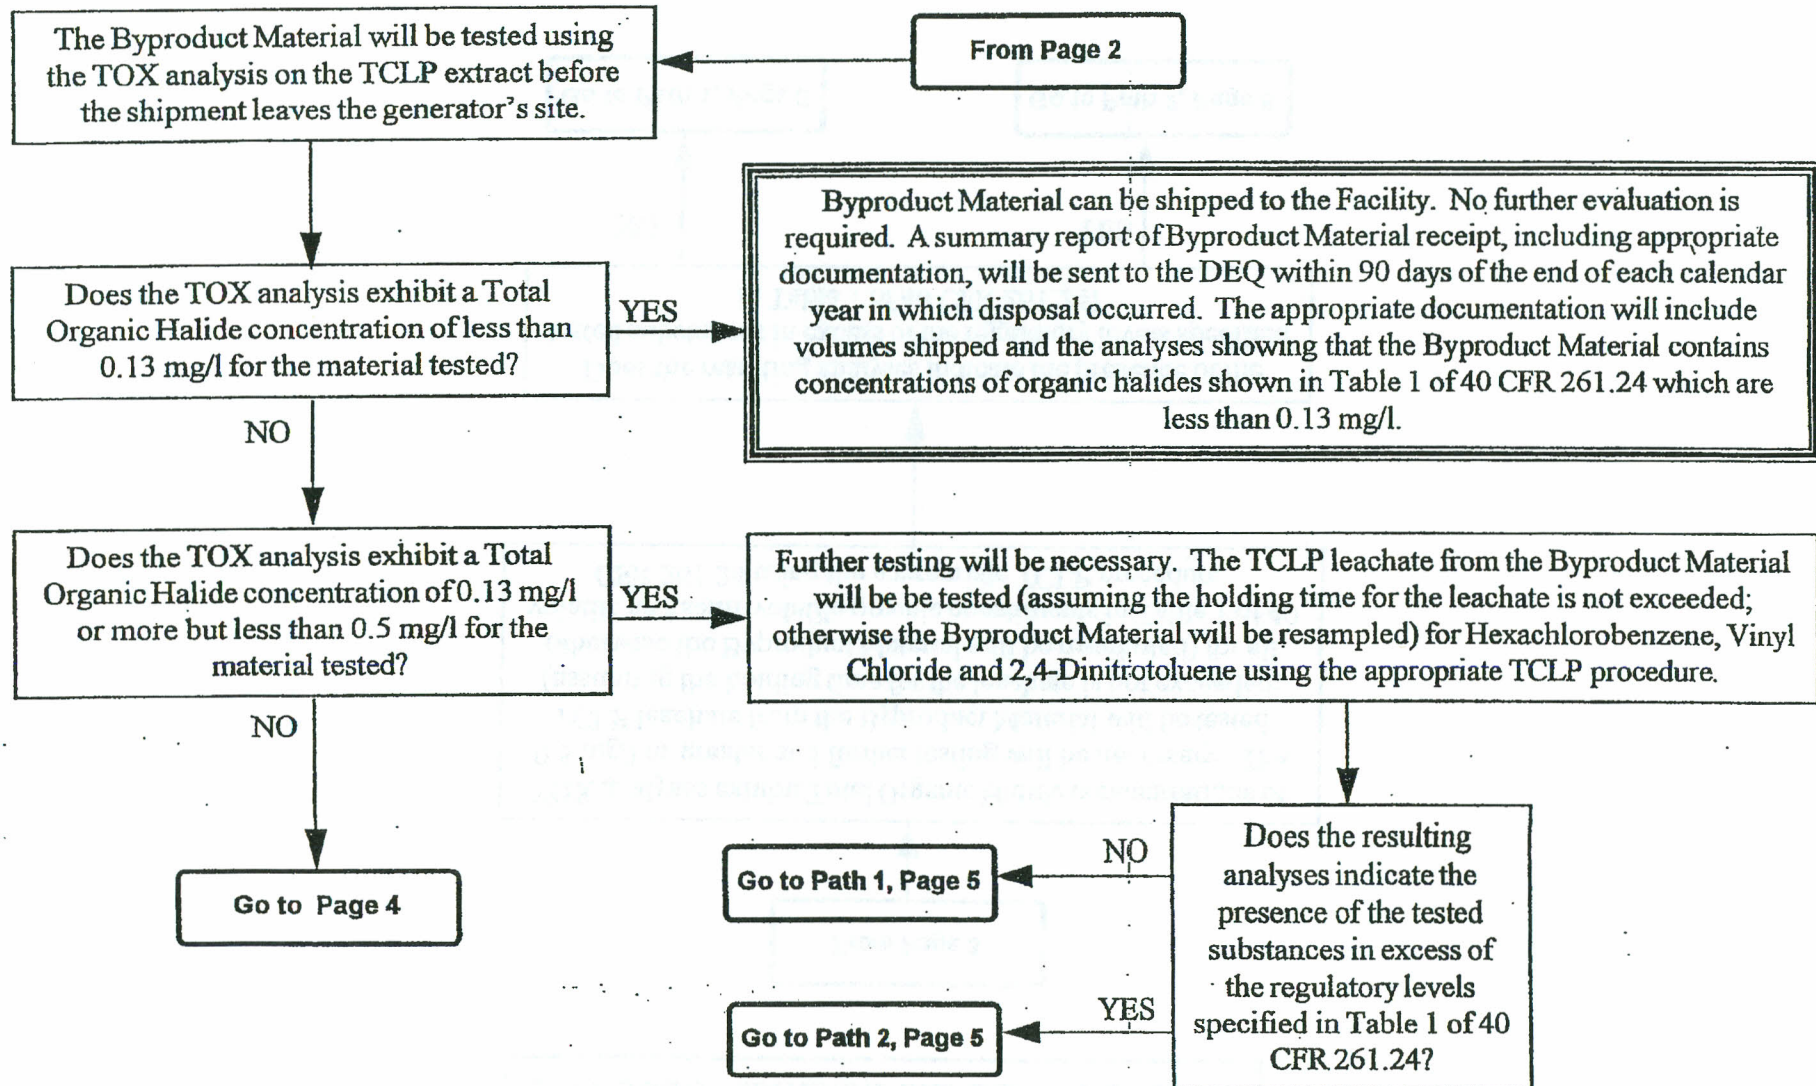 The Byproduct Material will be tested using
the TOX analysis on the TCLP extract before
the shipment leaves the generator's site.
From Page 2
Byproduct Material can be shipped to the Facility. No further evaluation is
required. A summary report of Byproduct Material receipt, including appropriate
documentation, will be sent to the DEQ within 90 days of the end of each calendar
year in which disposal occurred. The appropriate documentation will include
volumes shipped and the analyses showing that the Byproduct Material contains
concentrations of organic halides shown in Table 1 of 40 CFR 261.24 which are
less than 0.13 mg/l.
Does the TOX analysis exhibit a Total
Organic Halide concentration of less than
0.13 mg/l for the material tested?
YES
NO
Does the TOX analysis exhibit a Total
Organic Halide concentration of 0.13 mg/l
or more but less than 0.5 mg/l for the
material tested?
YES
Further testing will be necessary. The TCLP leachate from the Byproduct Material
will be be tested (assuming the holding time for the leachate is not exceeded;
otherwise the Byproduct Material will be resampled) for Hexachlorobenzene, Vinyl
Chloride and 2,4-Dinitrotoluene using the appropriate TCLP procedure.
NO
Go to Page 4
Does the resulting
analyses indicate the
presence of the tested
substances in excess of
the regulatory levels
specified in Table 1 of 40
CFR 261.24?
NO
Go to Path 1, Page 5
YES
Go to Path 2, Page 5